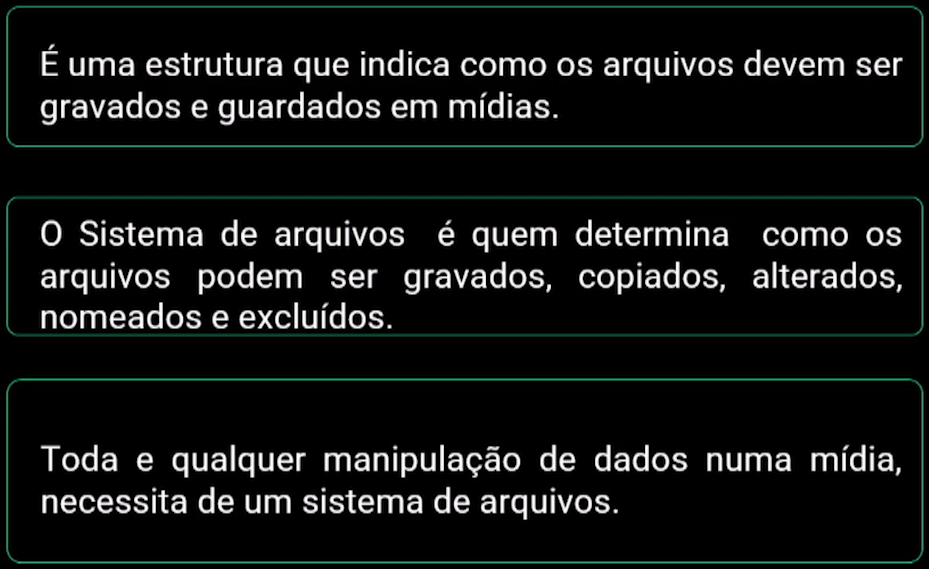 É uma estrutura que indica como os arquivos devem ser
gravados e guardados em mídias.
O Sistema de arquivos é quem determina como os
arquivos podem ser gravados, copiados, alterados,
nomeados e excluídos.
Toda e qualquer manipulação de dados numa mídia,
necessita de um sistema de arquivos.